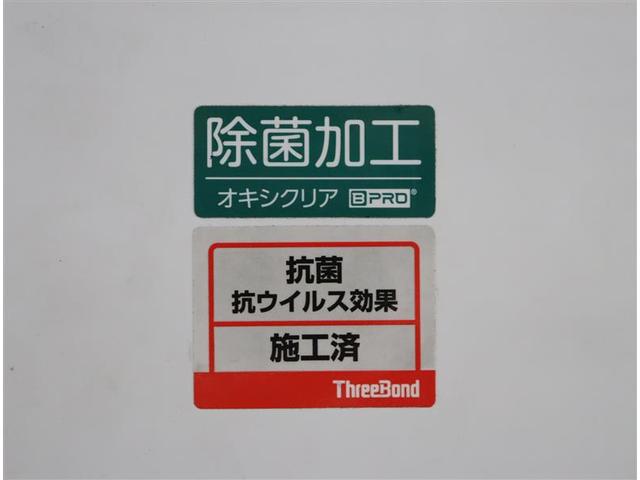 除菌加工
オキシクリア BPRO®
抗菌
抗ウイルス効果
施工済
ThreeBond